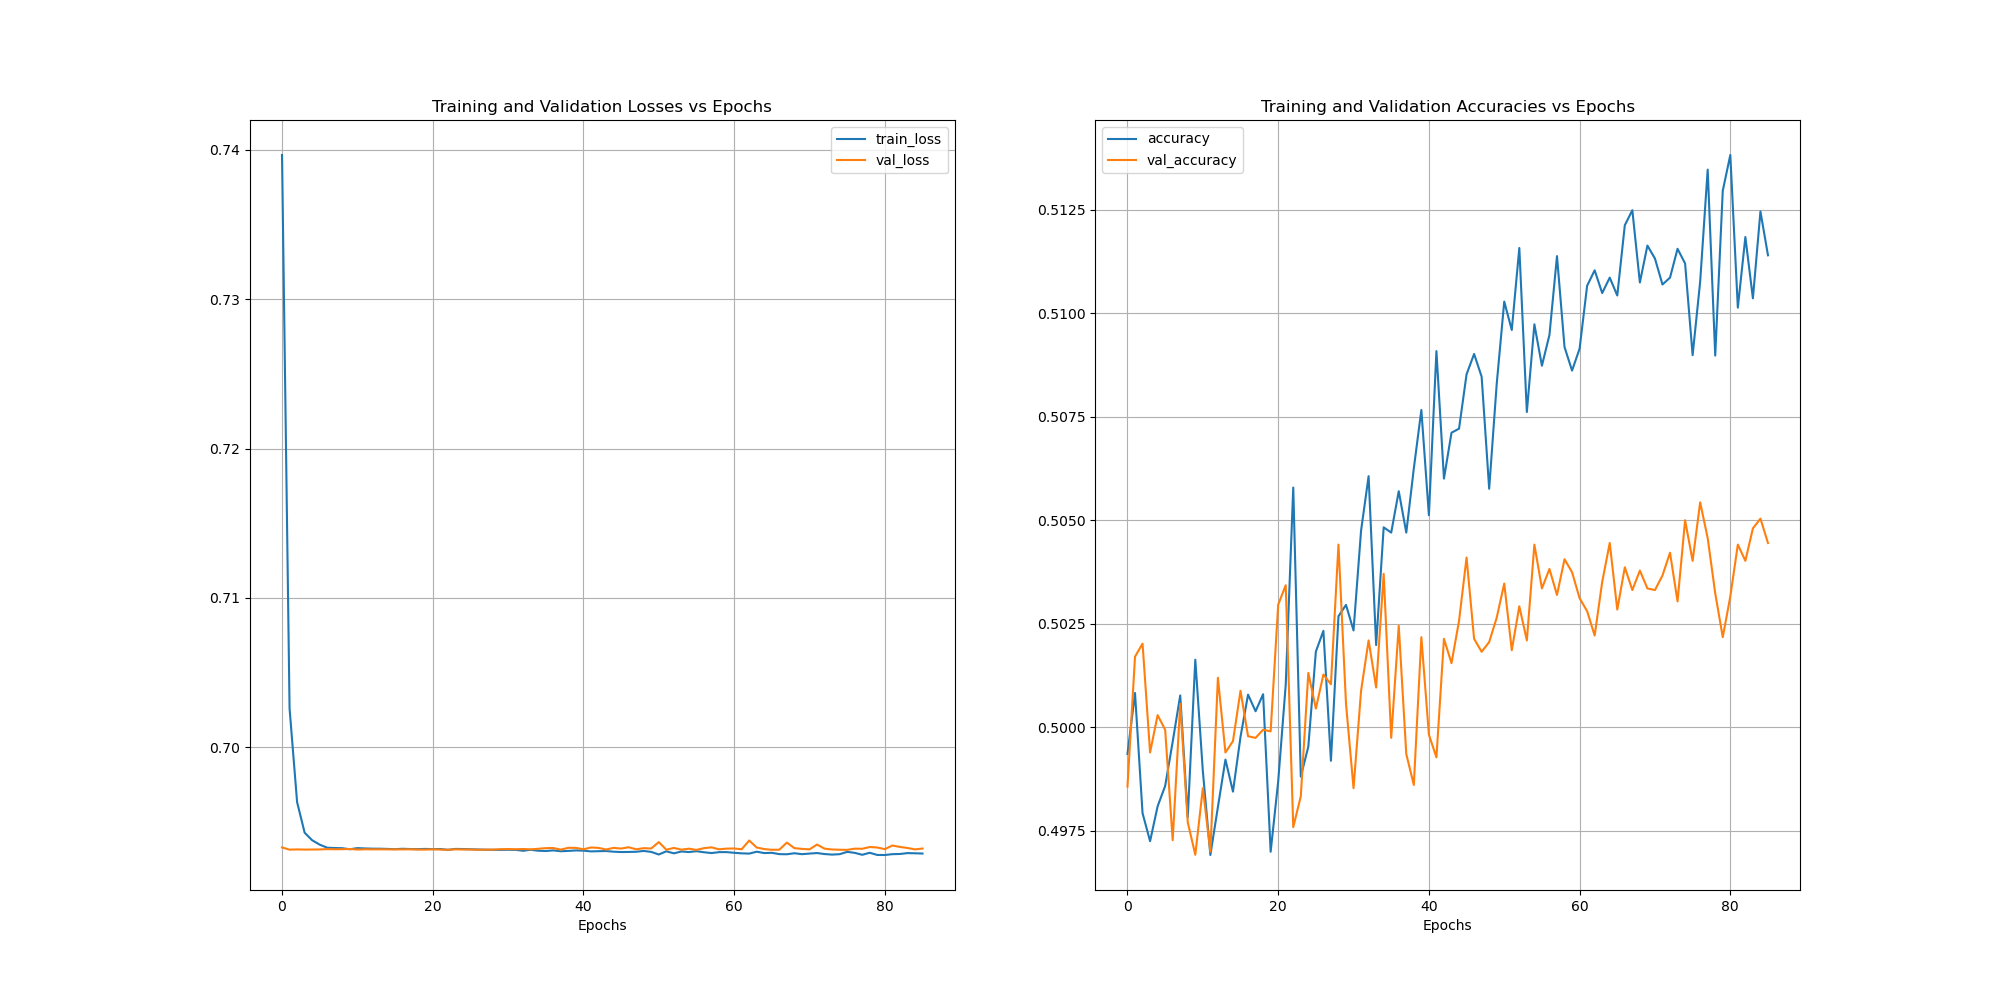 Training and Validation Losses vs Epochs
train_loss
val_loss
0.74
0.73
0.72
0.71
0.70
0 20 40 60 80
Epochs
Training and Validation Accuracies vs Epochs
accuracy
val_accuracy
0.5125
0.5100
0.5075
0.5050
0.5025
0.5000
0.4975
0 20 40 60 80
Epochs